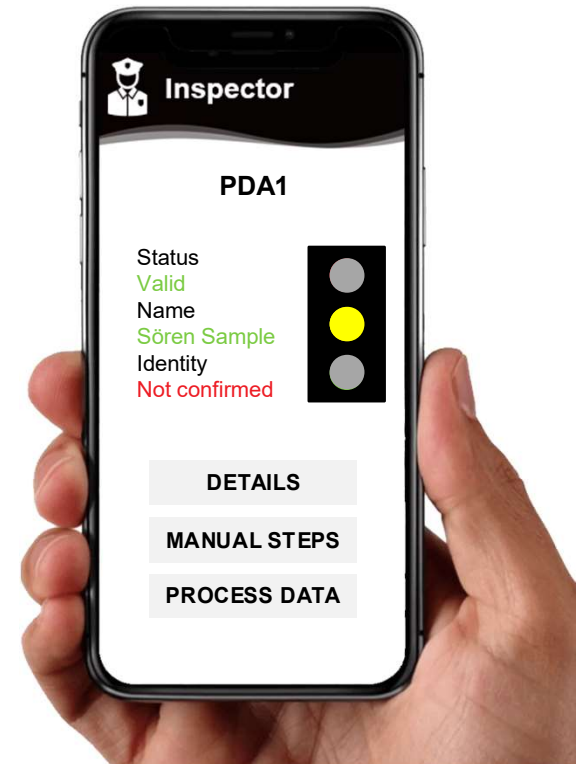 Inspector
PDA1
Status
Valid
Name
Sören Sample
Identity
Not confirmed
DETAILS
MANUAL STEPS
PROCESS DATA